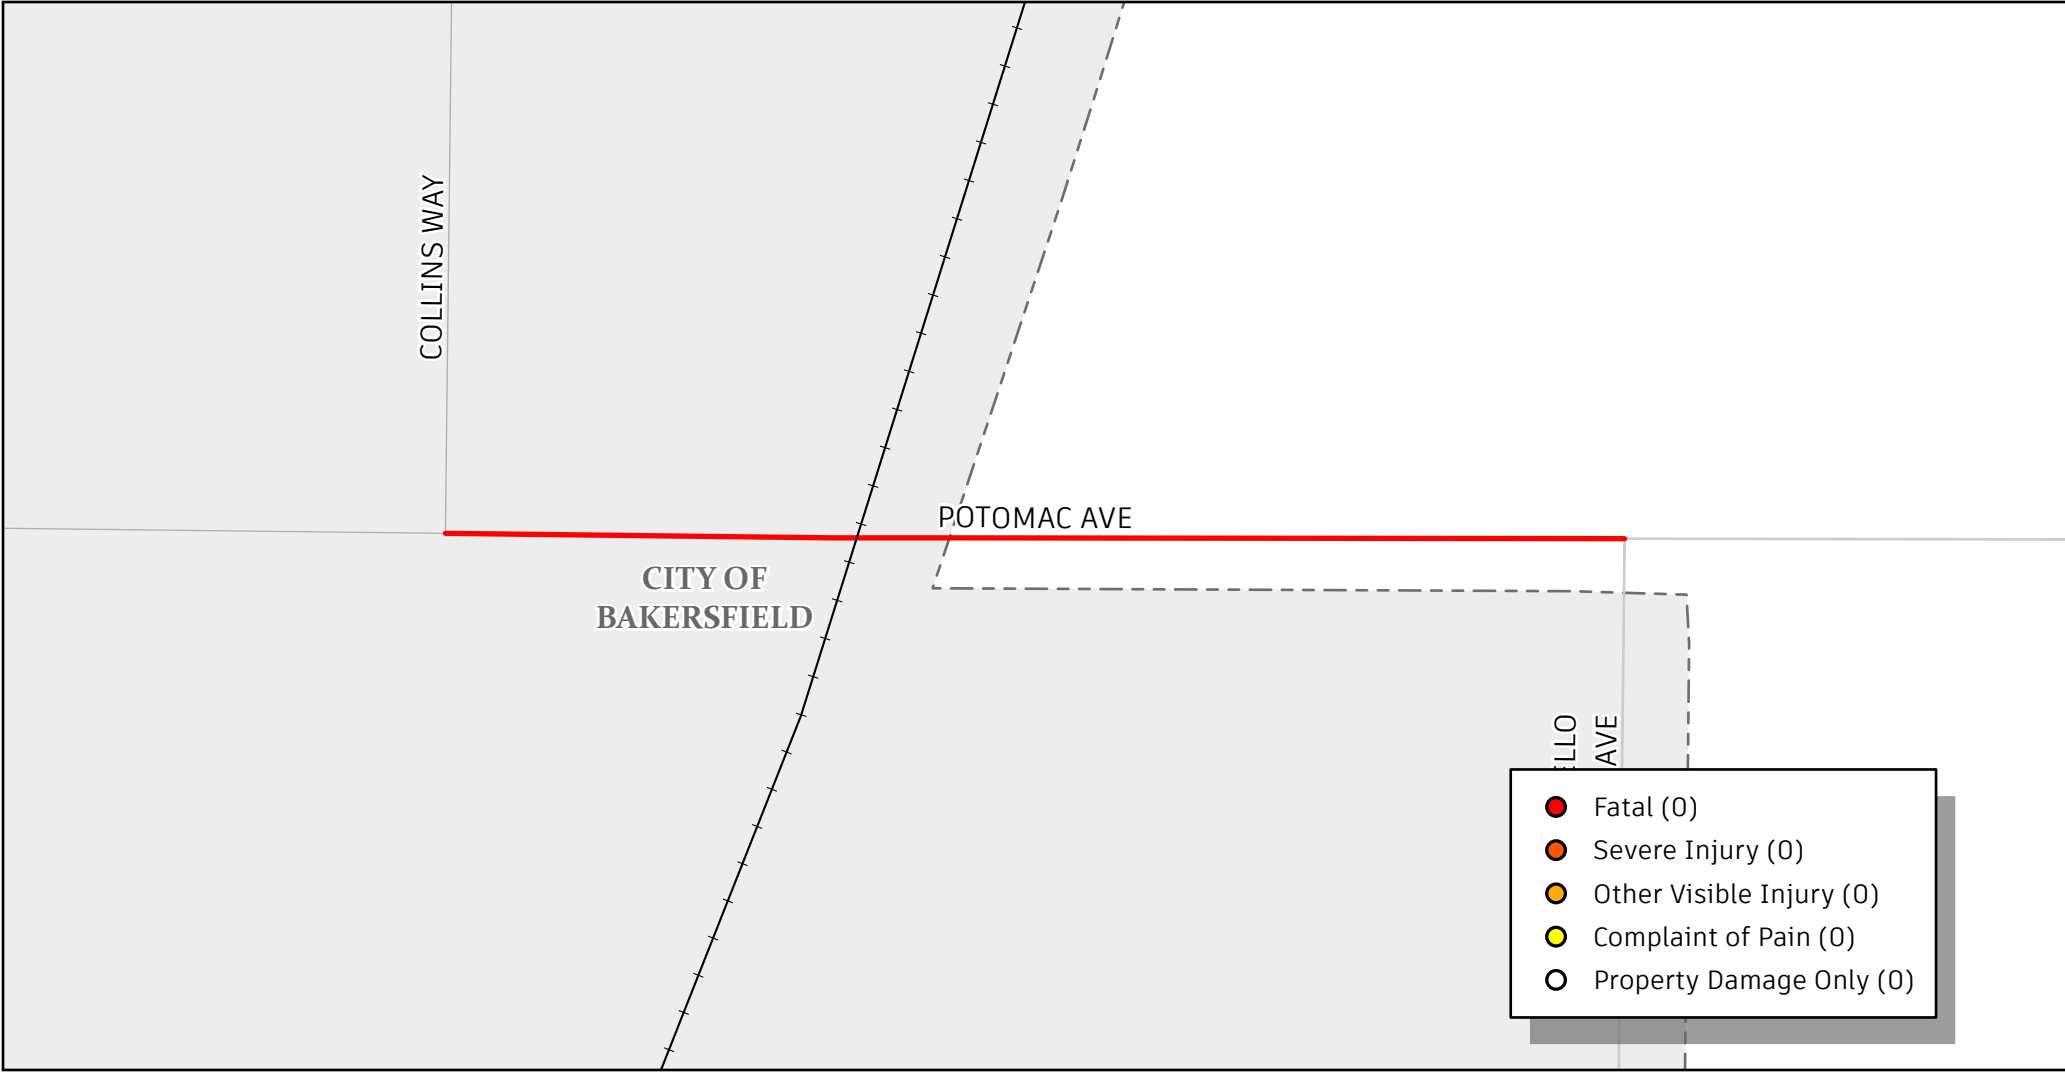 COLLINS WAY
POTOMAC AVE
CITY OF
BAKERSFIELD
AVE
Fatal (0)
Severe Injury (0)
Other Visible Injury (0)
Complaint of Pain (0)
Property Damage Only (0)